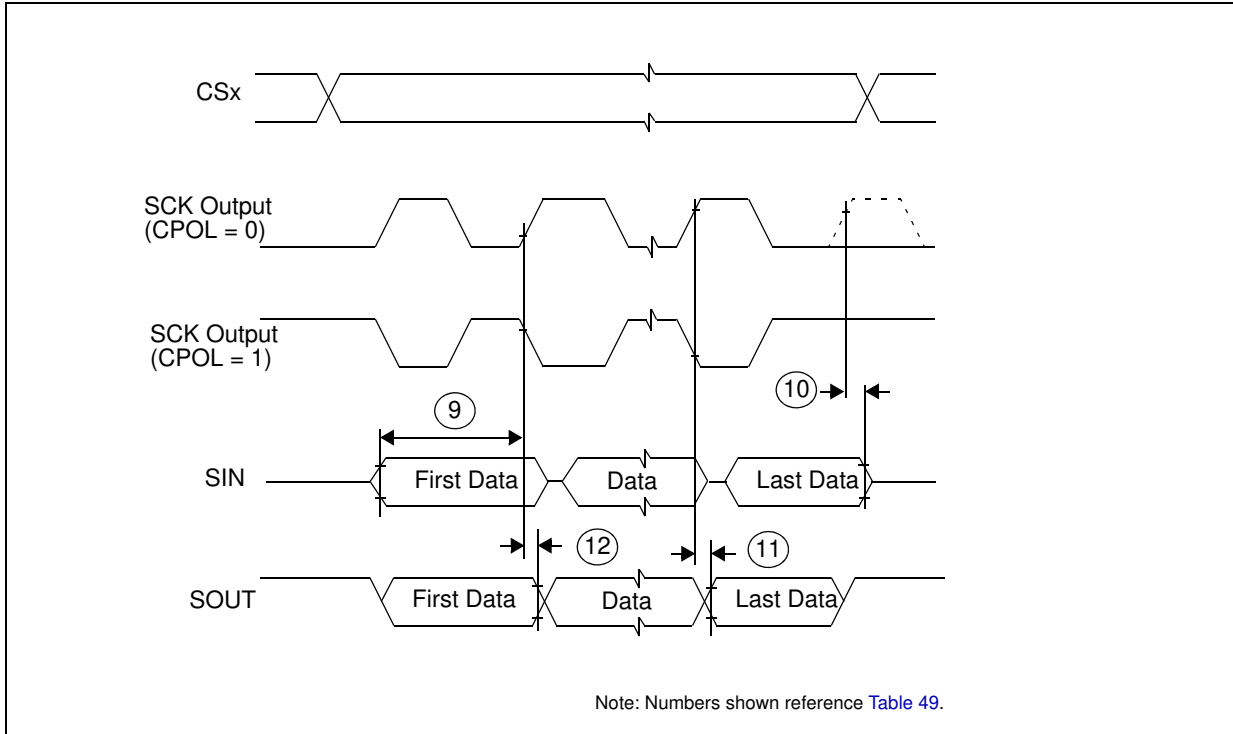 CSx
SCK Output
(CPOL = 0)
SCK Output
(CPOL = 1)
10
9
SIN
First Data
Data
Last Data
12
11
SOUT
First Data
Data
Last Data
Note: Numbers shown reference Table 49.